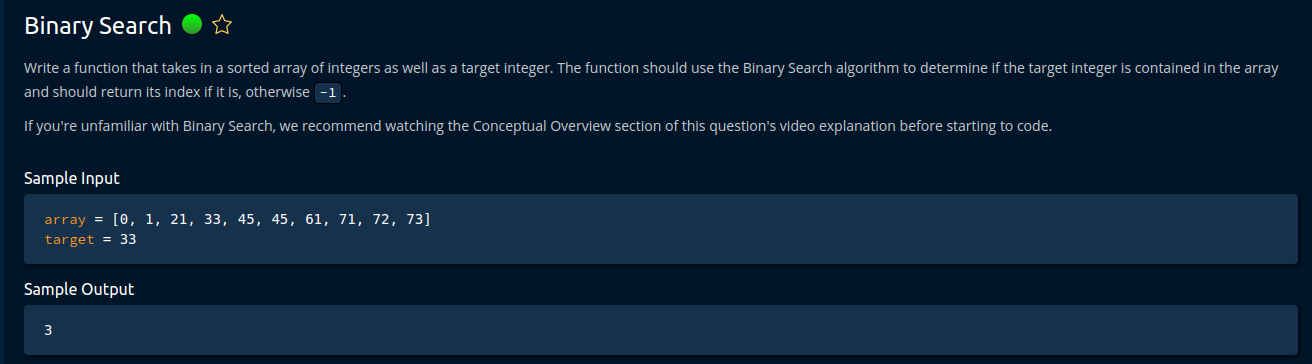 Binary Search
Write a function that takes in a sorted array of integers as well as a target integer. The function should use the Binary Search algorithm to determine if the target integer is contained in the array
and should return its index if it is, otherwise -1 .
If you're unfamiliar with Binary Search, we recommend watching the Conceptual Overview section of this question's video explanation before starting to code.
Sample Input
array = [0, 1, 21, 33, 45, 45, 61, 71, 72, 73]
target = 33
Sample Output
3